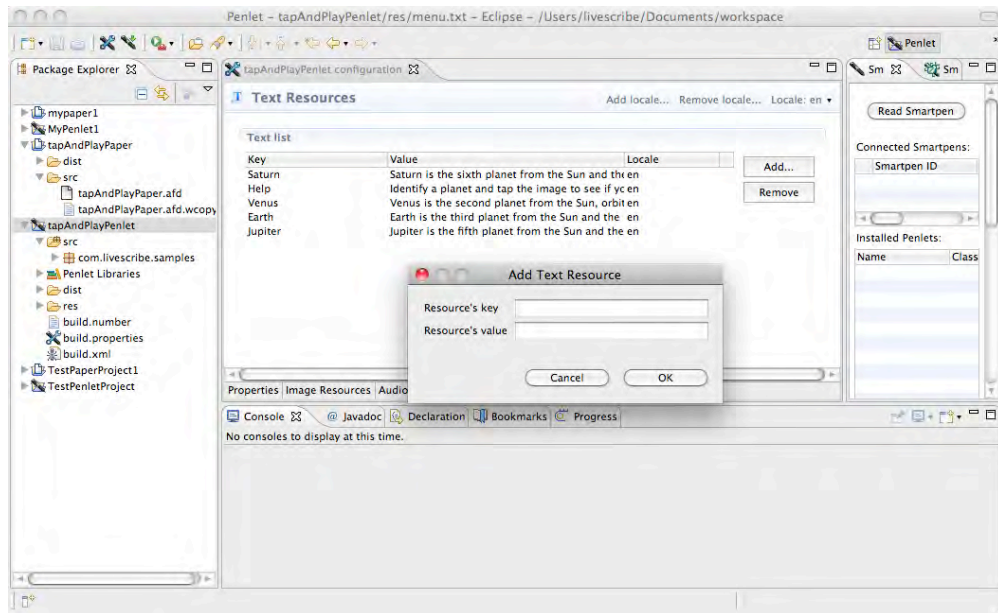 Penlet - tapAndPlayPenlet/res/menu.txt - Eclipse - /Users/livescribe/Documents/workspace
Penlet
Package Explorer
mypaper1
MyPenlet1
tapAndPlayPaper
dist
src
tapAndPlayPaper.afd
tapAndPlayPaper.afd.wcopy
tapAndPlayPenlet
src
com.livescribe.samples
Penlet Libraries
dist
res
build.number
build.properties
build.xml
TestPaperProject1
TestPenletProject
tapAndPlayPenlet configuration
T Text Resources
Add locale... Remove locale... Locale: en
Text list
Key Value Locale
Saturn Saturn is the sixth planet from the Sun and the en
Help Identify a planet and tap the image to see if yc en
Venus Venus is the second planet from the Sun, orbit en
Earth Earth is the third planet from the Sun and the en
Jupiter Jupiter is the fifth planet from the Sun and the en
Add...
Remove
Add Text Resource
Resource's key
Resource's value
Cancel OK
Properties Image Resources Audio
Console @ Javadoc Declaration Bookmarks Progress
No consoles to display at this time.
Sm Sm
Read Smartpen
Connected Smartpens:
Smartpen ID
Installed Penlets:
Name Class